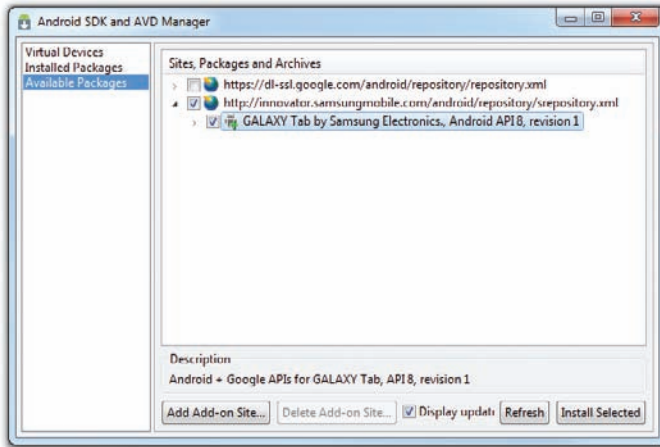 Android SDK and AVD Manager
Virtual Devices
Installed Packages
Available Packages
Sites, Packages and Archives
https://dl-ssl.google.com/android/repository/repository.xml
http://innovator.samsungmobile.com/android/repository/srepository.xml
GALAXY Tab by Samsung Electronics., Android API 8, revision 1
Description
Android + Google APIs for GALAXY Tab, API 8, revision 1
Add Add-on Site... Delete Add-on Site... Display updat Refresh Install Selected